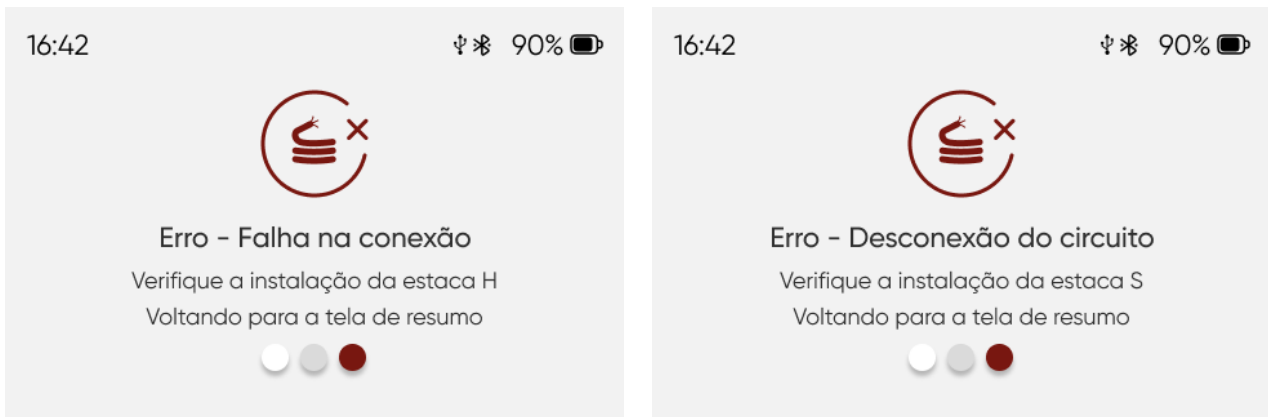 16:42 90%
Erro - Falha na conexão
Verifique a instalação da estaca H
Voltando para a tela de resumo
16:42 90%
Erro - Desconexão do circuito
Verifique a instalação da estaca S
Voltando para a tela de resumo